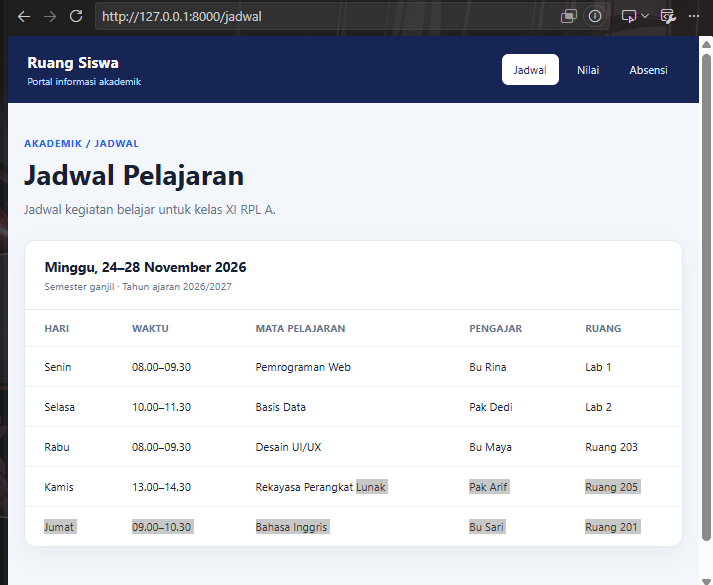 http://127.0.0.1:8000/jadwal
Ruang Siswa
Portal informasi akademik
Jadwal Nilai Absensi
AKADEMIK / JADWAL
Jadwal Pelajaran
Jadwal kegiatan belajar untuk kelas XI RPL A.
Minggu, 24–28 November 2026
Semester ganjil · Tahun ajaran 2026/2027
HARI WAKTU MATA PELAJARAN PENGAJAR RUANG
Senin 08.00–09.30 Pemrograman Web Bu Rina Lab 1
Selasa 10.00–11.30 Basis Data Pak Dedi Lab 2
Rabu 08.00–09.30 Desain UI/UX Bu Maya Ruang 203
Kamis 13.00–14.30 Rekayasa Perangkat Lunak Pak Arif Ruang 205
Jumat 09.00–10.30 Bahasa Inggris Bu Sari Ruang 201